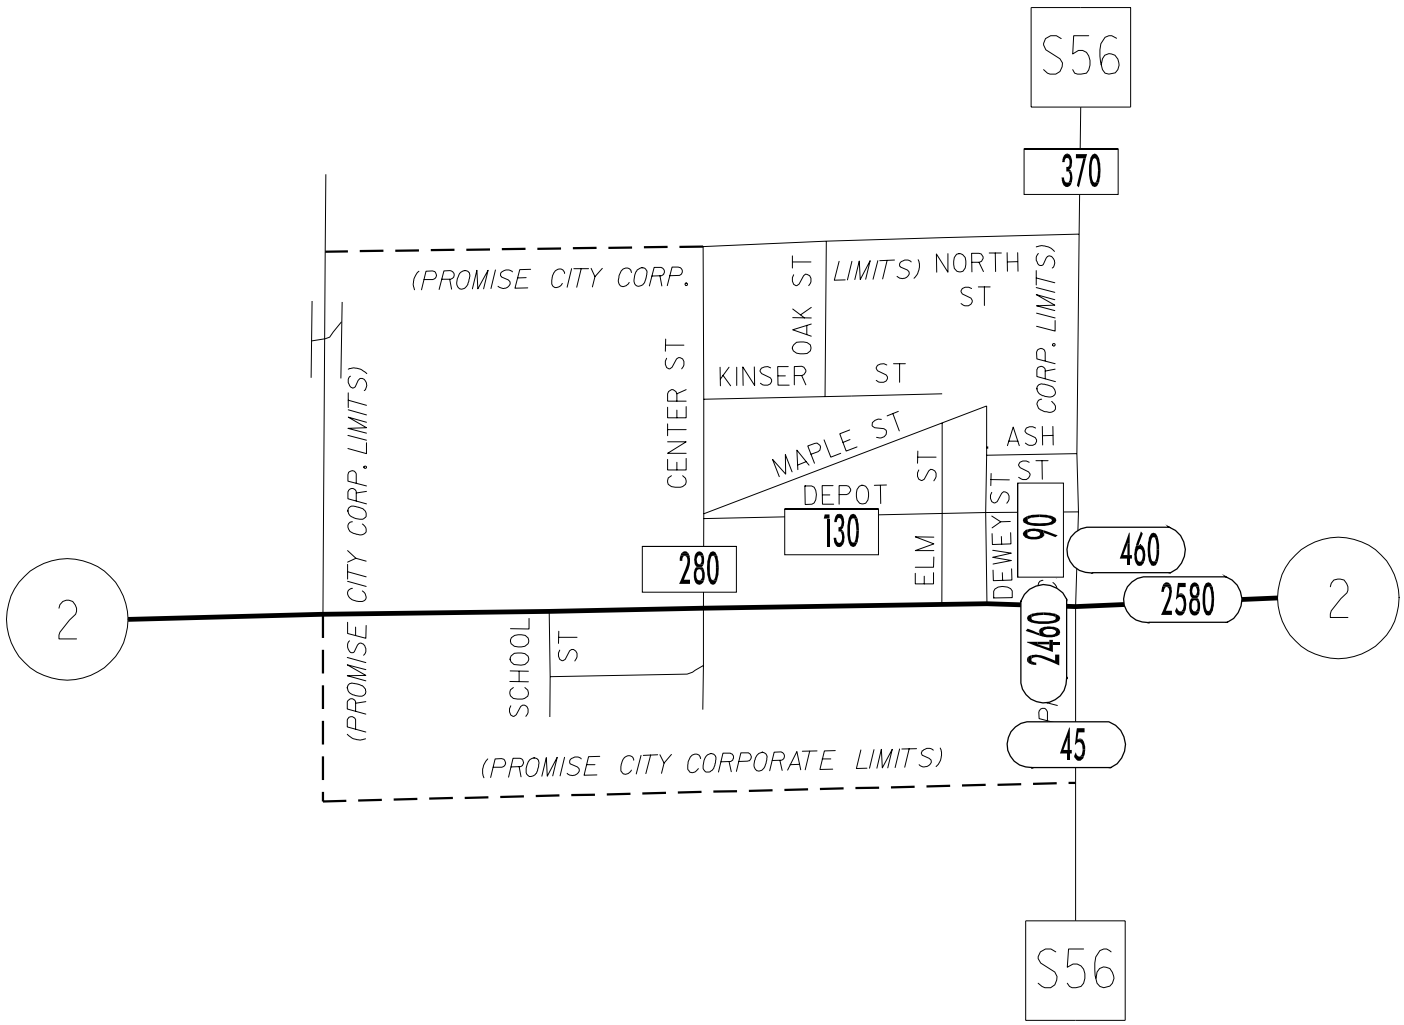 S56
370
(PROMISE CITY CORP.
LIMITS)
NORTH
ST
OAK ST
CORP. LIMITS)
KINSER ST
CENTER ST
(PROMISE CITY CORP. LIMITS)
MAPLE ST
ASH
ST
DEPOT
ST
130
DEWEY ST
90
ELM
460
280
2
2580
2
2460
SCHOOL
ST
45
(PROMISE CITY CORPORATE LIMITS)
S56